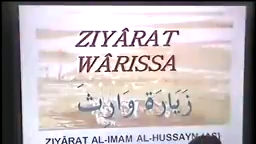 ZIYÂRAT
WÂRISSA
زيارة وارث
ZIYÂRAT AL-IMAM AL-HUSSAYN (AS)